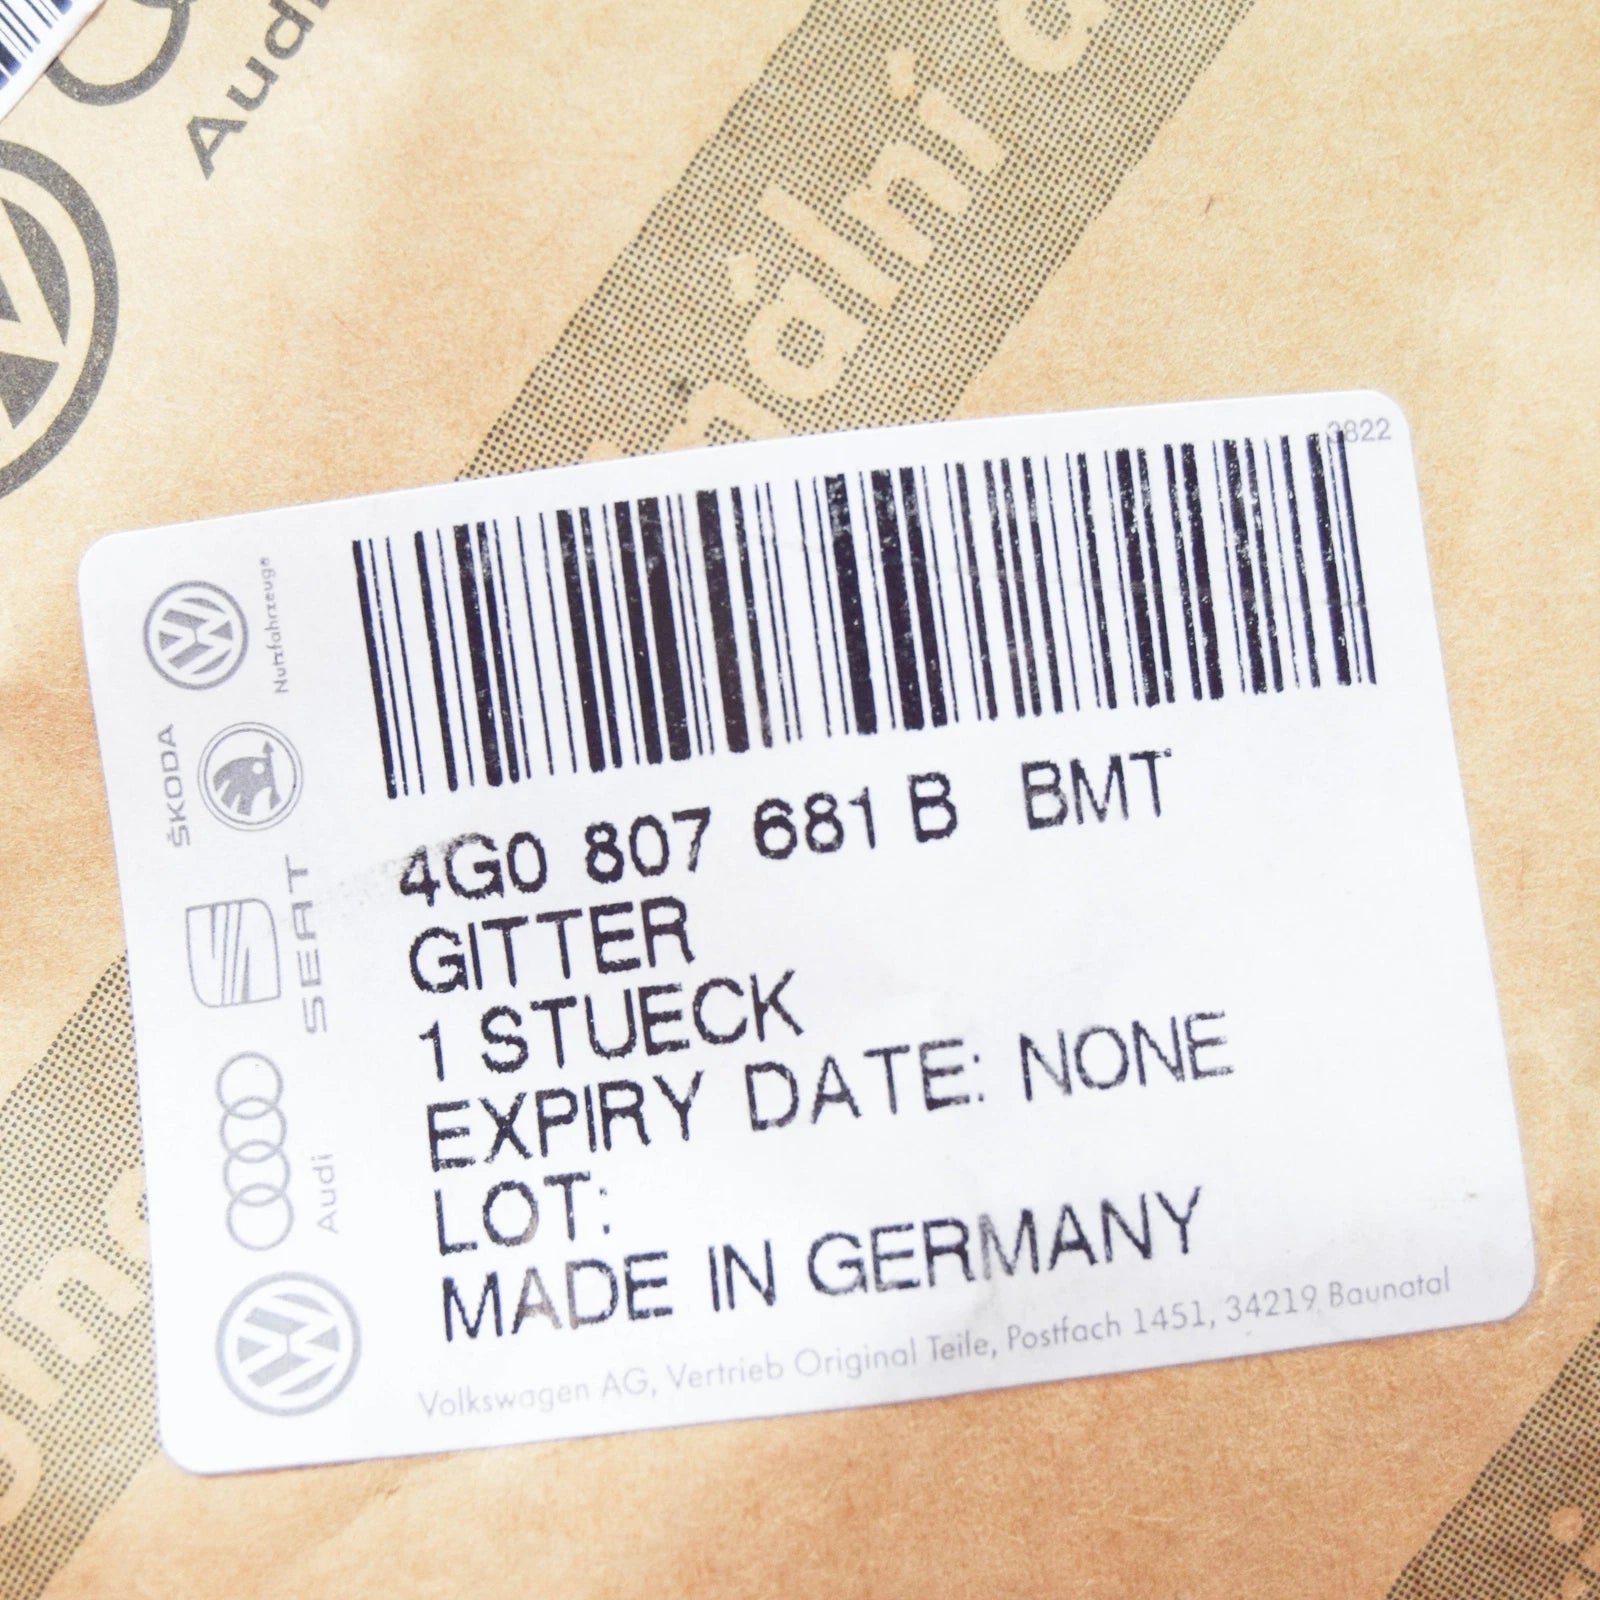 Audi
3822
4G0 807 681 B BMT
GITTER
1 STUECK
EXPIRY DATE: NONE
LOT:
MADE IN GERMANY
Volkswagen AG, Vertrieb Original Teile, Postfach 1451, 34219 Baunatal
Nutzfahrzeuge
ŠKODA
SEAT
Audi